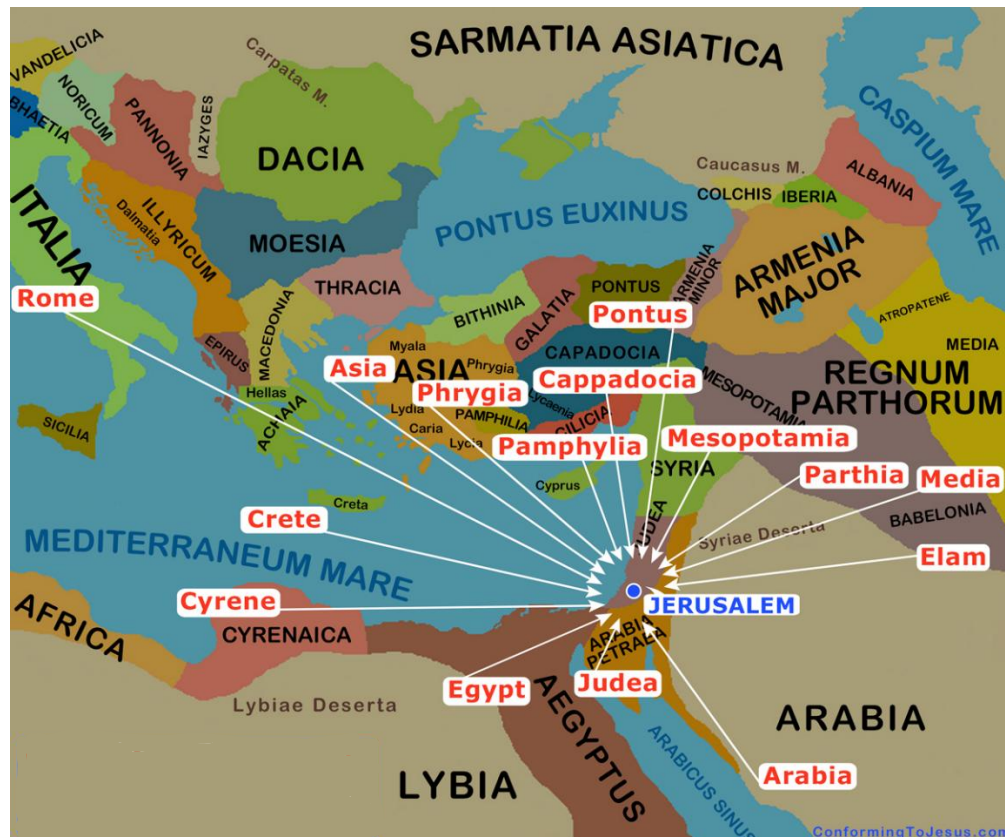 SARMATIA ASIATICA
VANDELICIA
NORICUM
BHAETIA
PANNONIA
IAZYGES
Carpatas M.
DACIA
CASPIUM MARE
Caucasus M.
COLCHIS
IBERIA
ALBANIA
ITALIA
ILLYRICUM
Dalmatia
MOESIA
PONTUS EUXINUS
ARMENIA
MAJOR
ARMENIA
MINOR
Rome
THRACIA
MACEDONIA
EPIRUS
BITHINIA
GALATIA
PONTUS
Pontus
ATROPATENE
MEDIA
Myala
ASIA
Phrygia
CAPADOCIA
MESOPOTAMIA
REGNUM
PARTHORUM
Asia
Phrygia
Cappadocia
Hellas
ACHAIA
Lydia
Caria
Lycia
PAMPHILIA
Lycaenia
CILICIA
SICILIA
Pamphylia
Mesopotamia
SYRIA
Parthia
Media
Cyprus
Creta
Crete
JUDEA
Syriae Deserta
BABELONIA
Elam
MEDITERRANEUM MARE
Cyrene
JERUSALEM
AFRICA
CYRENAICA
ARABIA
PETRAEA
Egypt
Judea
Lybiae Deserta
AEGYPTUS
ARABIA
LYBIA
ARABICUS SINUS
Arabia
ConformingToJesus.com